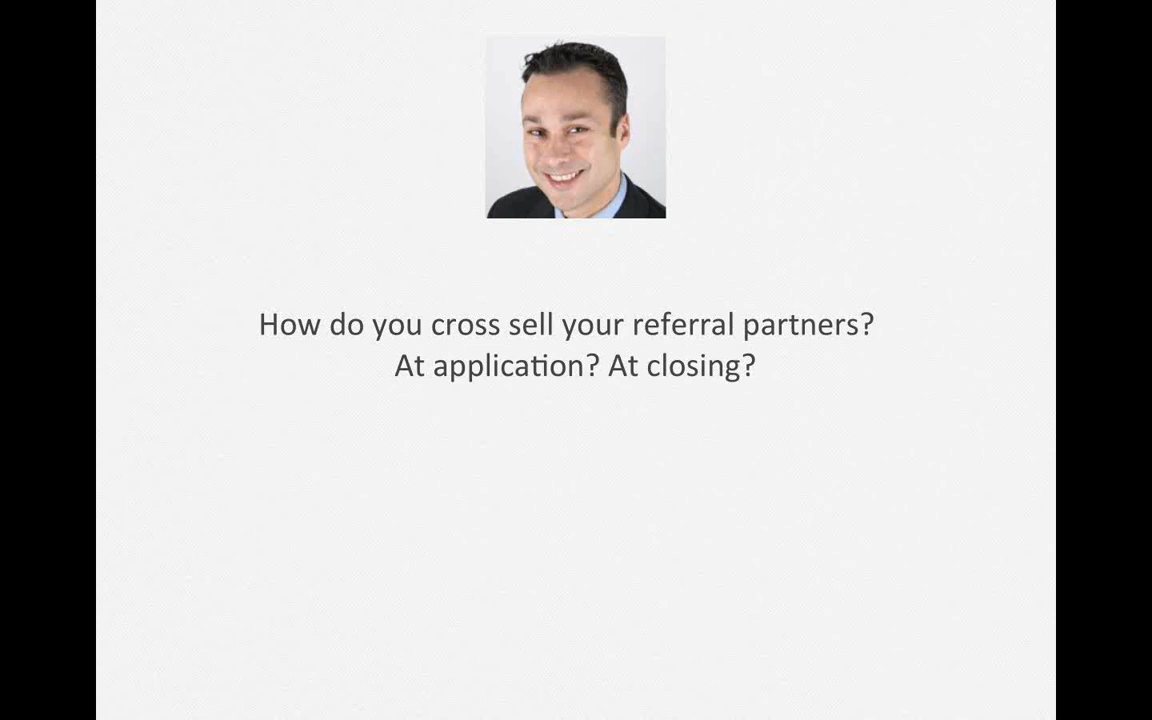 How do you cross sell your referral partners?
At application? At closing?